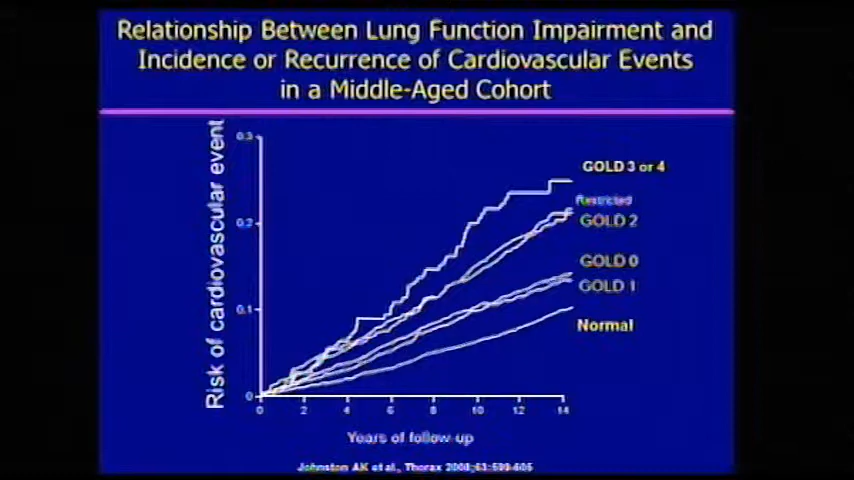 Relationship Between Lung Function Impairment and
Incidence or Recurrence of Cardiovascular Events
in a Middle-Aged Cohort
Risk of cardiovascular event
0.3
0.2
0.1
0
0 2 4 6 8 10 12 14
GOLD 3 or 4
Restricted
GOLD 2
GOLD 0
GOLD 1
Normal
Years of follow-up
Johnston AK et al., Thorax 2008;63:599-605